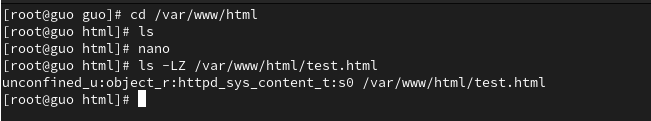 [root@guo guo]# cd /var/www/html
[root@guo html]# ls
[root@guo html]# nano
[root@guo html]# ls -LZ /var/www/html/test.html
unconfined_u:object_r:httpd_sys_content_t:s0 /var/www/html/test.html
[root@guo html]#